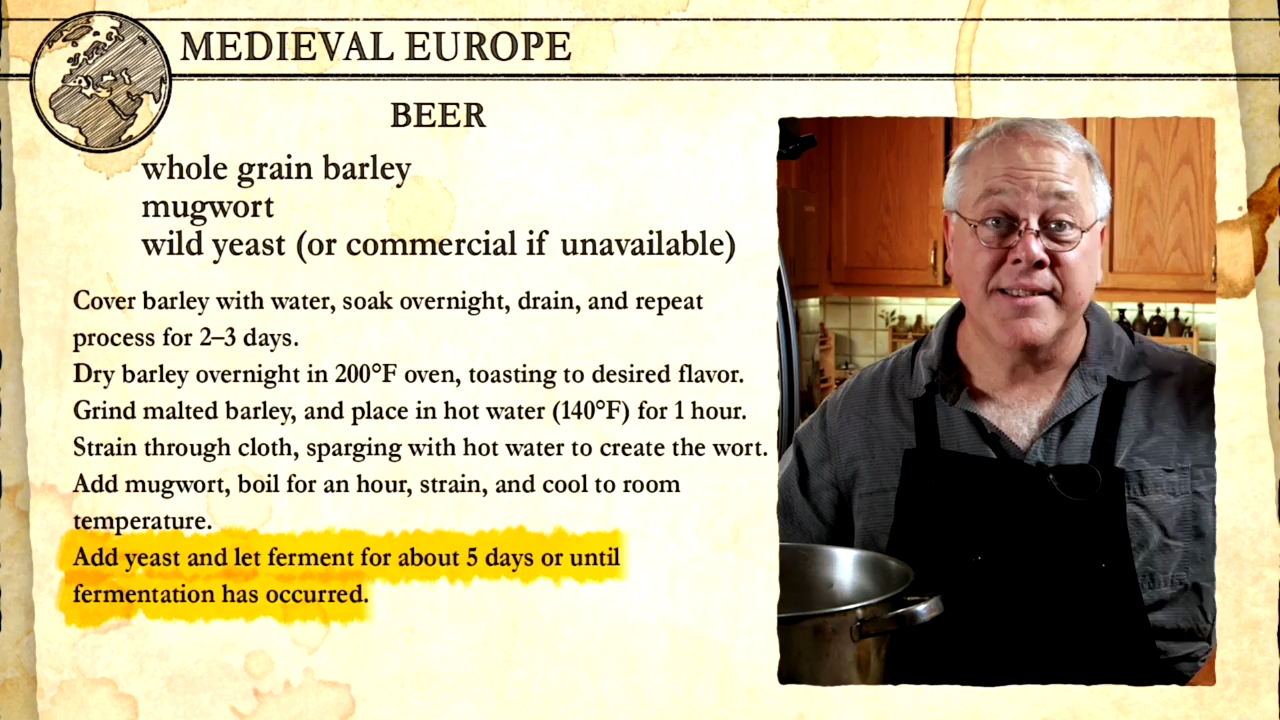 MEDIEVAL EUROPE
BEER
whole grain barley
mugwort
wild yeast (or commercial if unavailable)
Cover barley with water, soak overnight, drain, and repeat
process for 2–3 days.
Dry barley overnight in 200°F oven, toasting to desired flavor.
Grind malted barley, and place in hot water (140°F) for 1 hour.
Strain through cloth, sparging with hot water to create the wort.
Add mugwort, boil for an hour, strain, and cool to room
temperature.
Add yeast and let ferment for about 5 days or until
fermentation has occurred.